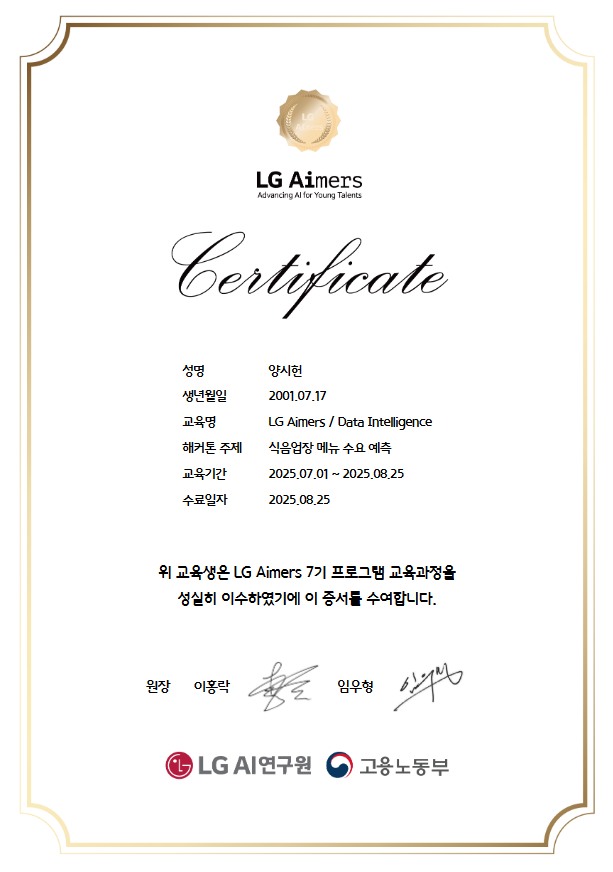 LG Aimers
Advancing AI for Young Talents
Certificate
성명 양시헌
생년월일 2001.07.17
교육명 LG Aimers / Data Intelligence
해커톤 주제 식음업장 메뉴 수요 예측
교육기간 2025.07.01 ~ 2025.08.25
수료일자 2025.08.25
위 교육생은 LG Aimers 7기 프로그램 교육과정을
성실히 이수하였기에 이 증서를 수여합니다.
원장 이홍락 임우형
LG AI연구원 고용노동부